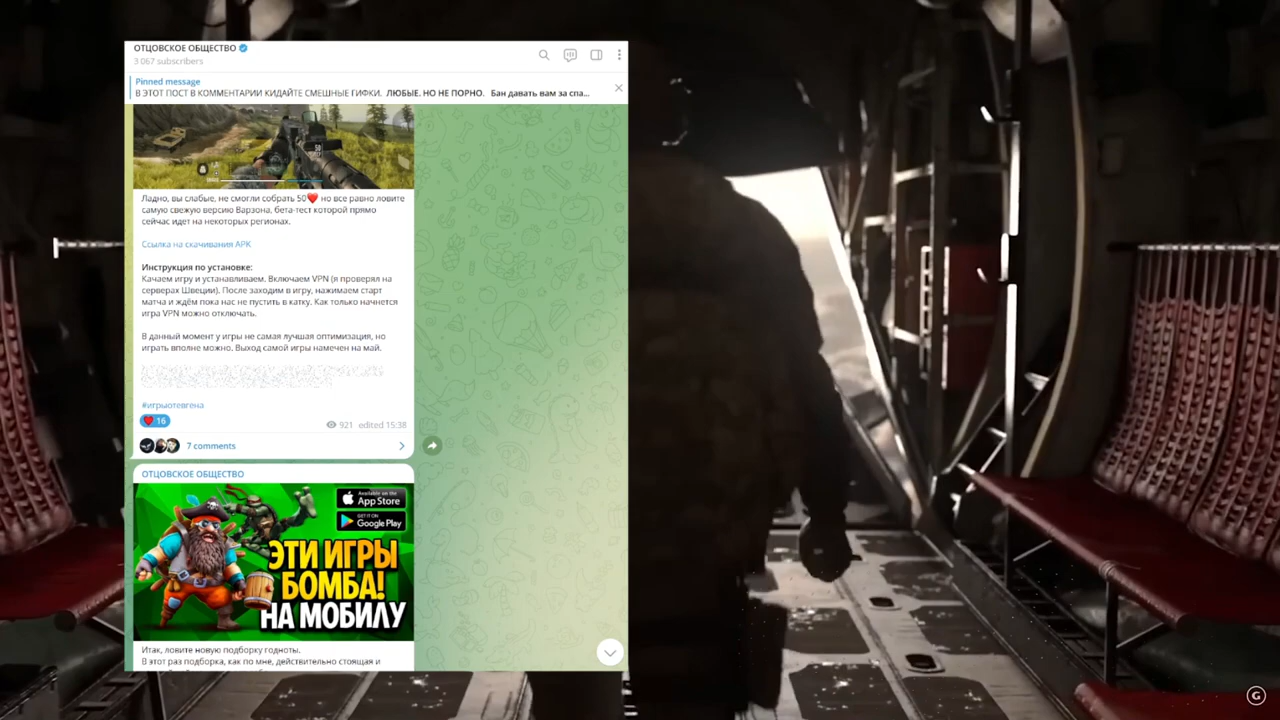 ОТЦОВСКОЕ ОБЩЕСТВО
3 067 subscribers
Pinned message
В ЭТОТ ПОСТ В КОММЕНТАРИИ КИДАЙТЕ СМЕШНЫЕ ГИФКИ. ЛЮБЫЕ. НО НЕ ПОРНО. Бан давать вам за спа...
50
Ладно, вы слабые, не смогли собрать 50❤️ но все равно ловите
самую свежую версию Варзона, бета-тест которой прямо
сейчас идет на некоторых регионах.
Ссылка на скачивания APK
Инструкция по установке:
Качаем игру и устанавливаем. Включаем VPN (я проверял на
серверах Швеции). После заходим в игру, нажимаем старт
матча и ждём пока нас не пустить в катку. Как только начнется
игра VPN можно отключать.
В данный момент у игры не самая лучшая оптимизация, но
играть вполне можно. Выход самой игры намечен на май.
#игрыотевгена
❤️ 16
921 edited 15:38
7 comments
ОТЦОВСКОЕ ОБЩЕСТВО
Available on the
App Store
GET IT ON
Google Play
ЭТИ ИГРЫ
БОМБА!
НА МОБИЛУ
Итак, ловите новую подборку годноты.
В этот раз подборка, как по мне, действительно стоящая и
G